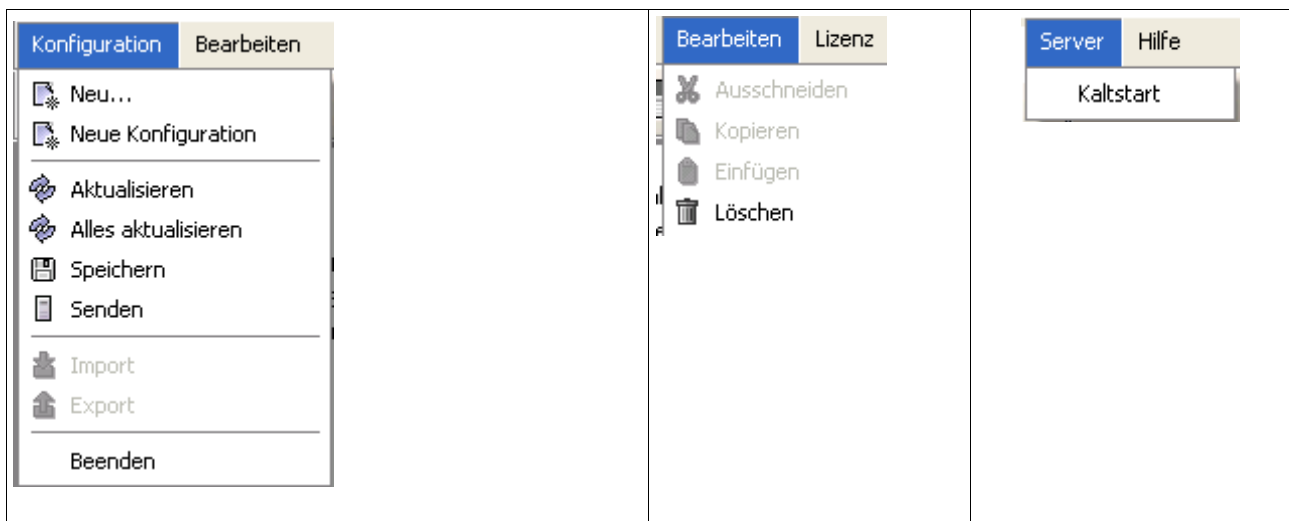 Konfiguration Bearbeiten
Neu...
Neue Konfiguration
Aktualisieren
Alles aktualisieren
Speichern
Senden
Import
Export
Beenden
Bearbeiten Lizenz
Ausschneiden
Kopieren
Einfügen
Löschen
Server Hilfe
Kaltstart